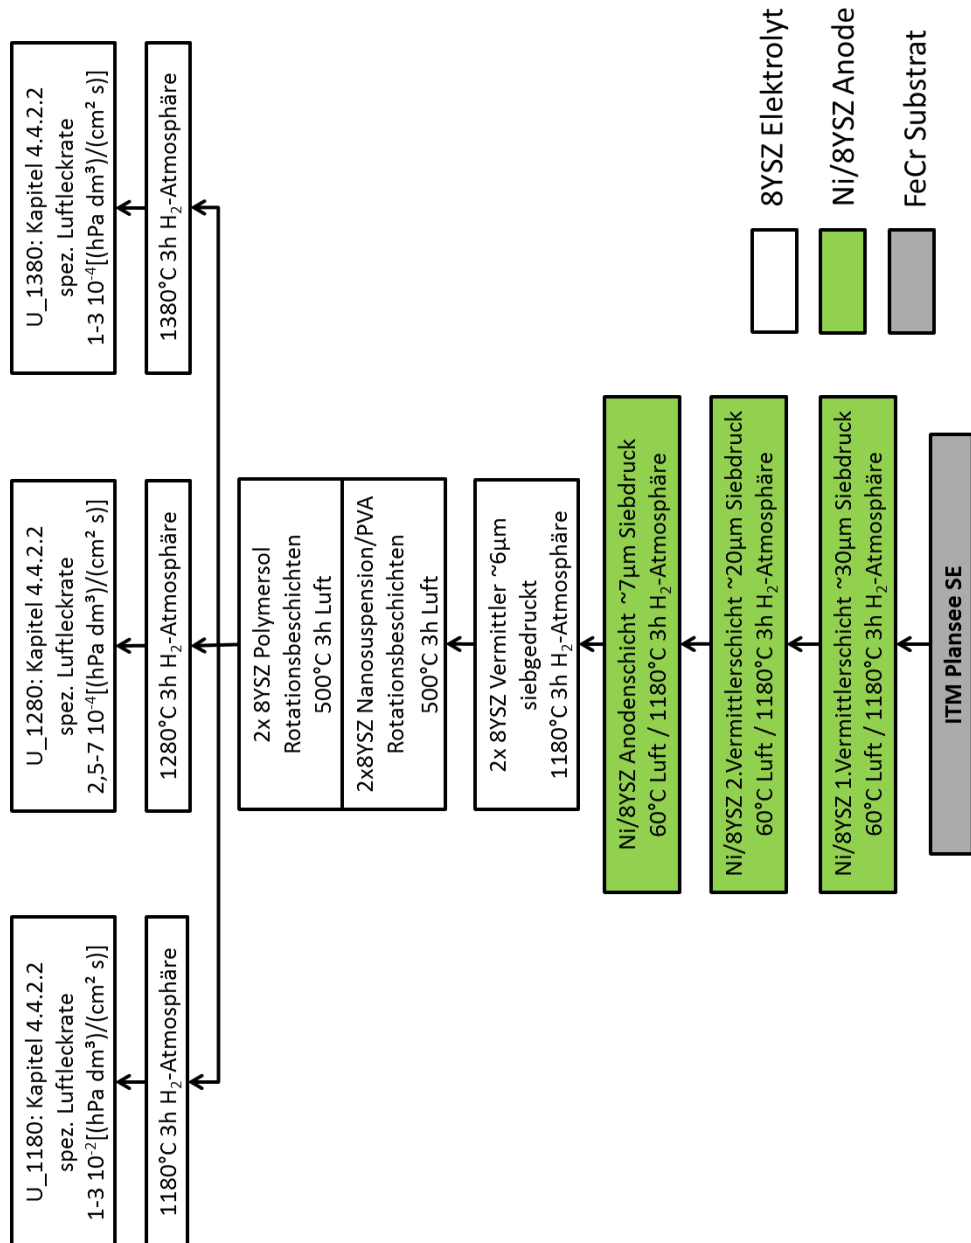 U_1180: Kapitel 4.4.2.2
spez. Luftleckrate
1-3 10⁻²[(hPa dm³)/(cm² s)]
1180°C 3h H₂-Atmosphäre
U_1280: Kapitel 4.4.2.2
spez. Luftleckrate
2,5-7 10⁻⁴[(hPa dm³)/(cm² s)]
1280°C 3h H₂-Atmosphäre
U_1380: Kapitel 4.4.2.2
spez. Luftleckrate
1-3 10⁻⁴[(hPa dm³)/(cm² s)]
1380°C 3h H₂-Atmosphäre
2x 8YSZ Polymersol
Rotationsbeschichten
500°C 3h Luft
2x8YSZ Nanosuspension/PVA
Rotationsbeschichten
500°C 3h Luft
2x 8YSZ Vermittler ~6µm
siebgedruckt
1180°C 3h H₂-Atmosphäre
Ni/8YSZ Anodenschicht ~7µm Siebdruck
60°C Luft / 1180°C 3h H₂-Atmosphäre
Ni/8YSZ 2.Vermittlerschicht ~20µm Siebdruck
60°C Luft / 1180°C 3h H₂-Atmosphäre
Ni/8YSZ 1.Vermittlerschicht ~30µm Siebdruck
60°C Luft / 1180°C 3h H₂-Atmosphäre
ITM Plansee SE
8YSZ Elektrolyt
Ni/8YSZ Anode
FeCr Substrat